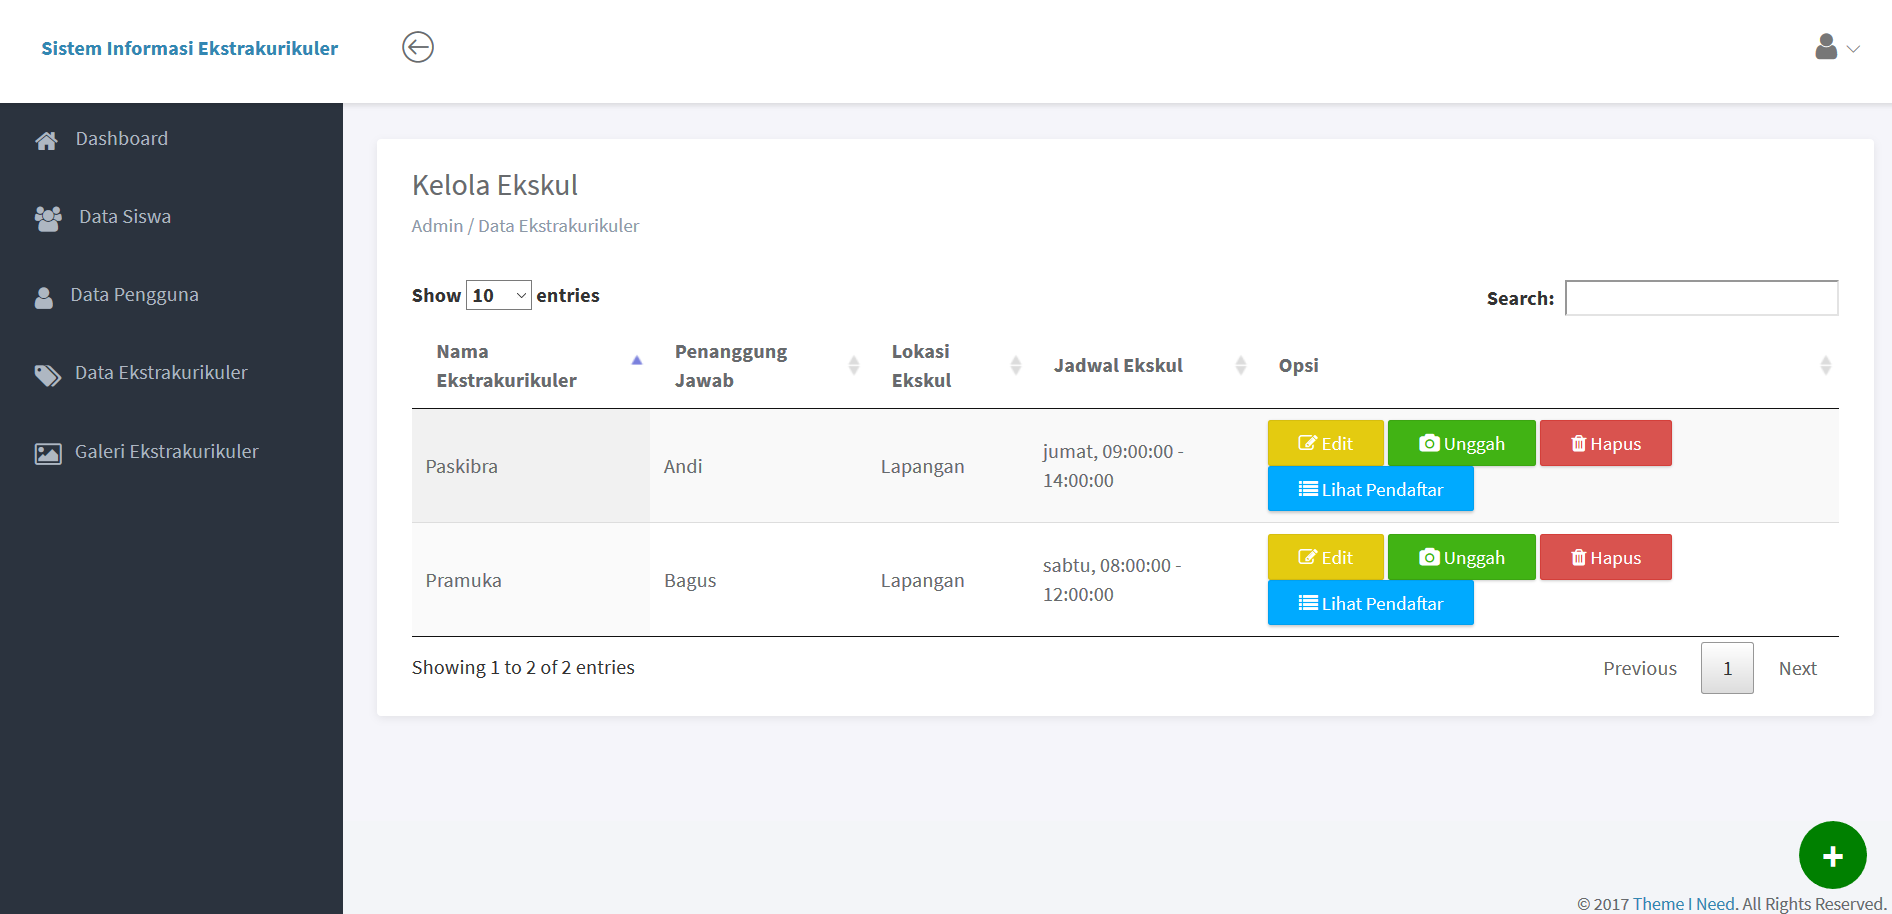 Sistem Informasi Ekstrakurikuler
Dashboard
Data Siswa
Data Pengguna
Data Ekstrakurikuler
Galeri Ekstrakurikuler
Kelola Ekskul
Admin / Data Ekstrakurikuler
Show 10 entries
Search:
Nama Ekstrakurikuler
Penanggung Jawab
Lokasi Ekskul
Jadwal Ekskul
Opsi
Paskibra
Andi
Lapangan
jumat, 09:00:00 -
14:00:00
Edit
Unggah
Hapus
Lihat Pendaftar
Pramuka
Bagus
Lapangan
sabtu, 08:00:00 -
12:00:00
Edit
Unggah
Hapus
Lihat Pendaftar
Showing 1 to 2 of 2 entries
Previous 1 Next
+
© 2017 Theme I Need. All Rights Reserved.